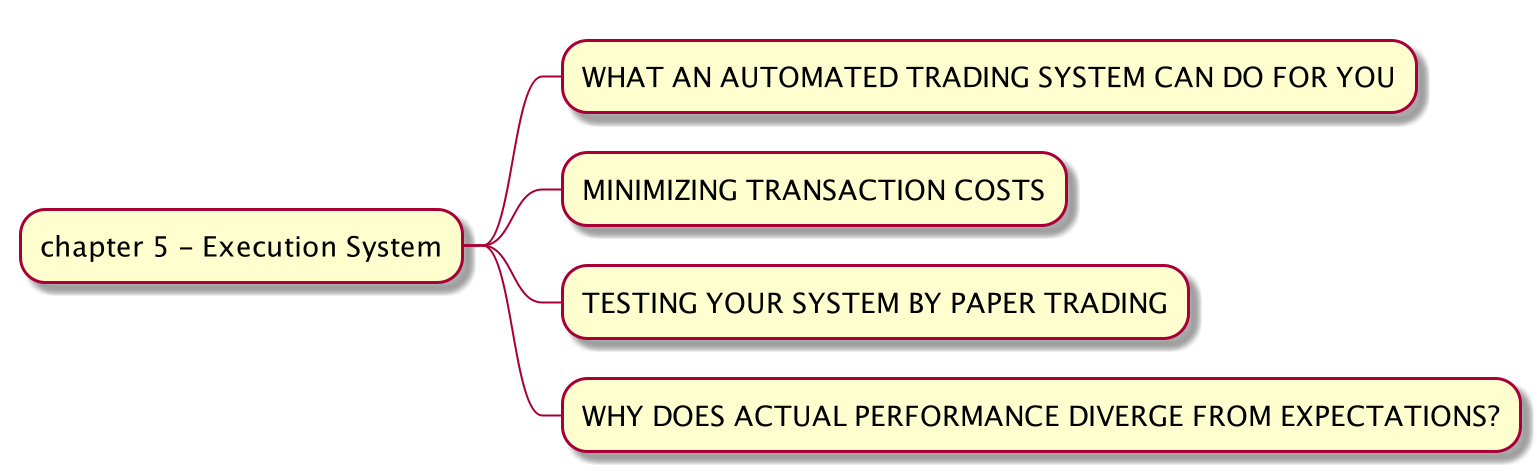 WHAT AN AUTOMATED TRADING SYSTEM CAN DO FOR YOU
MINIMIZING TRANSACTION COSTS
chapter 5 – Execution System
TESTING YOUR SYSTEM BY PAPER TRADING
WHY DOES ACTUAL PERFORMANCE DIVERGE FROM EXPECTATIONS?